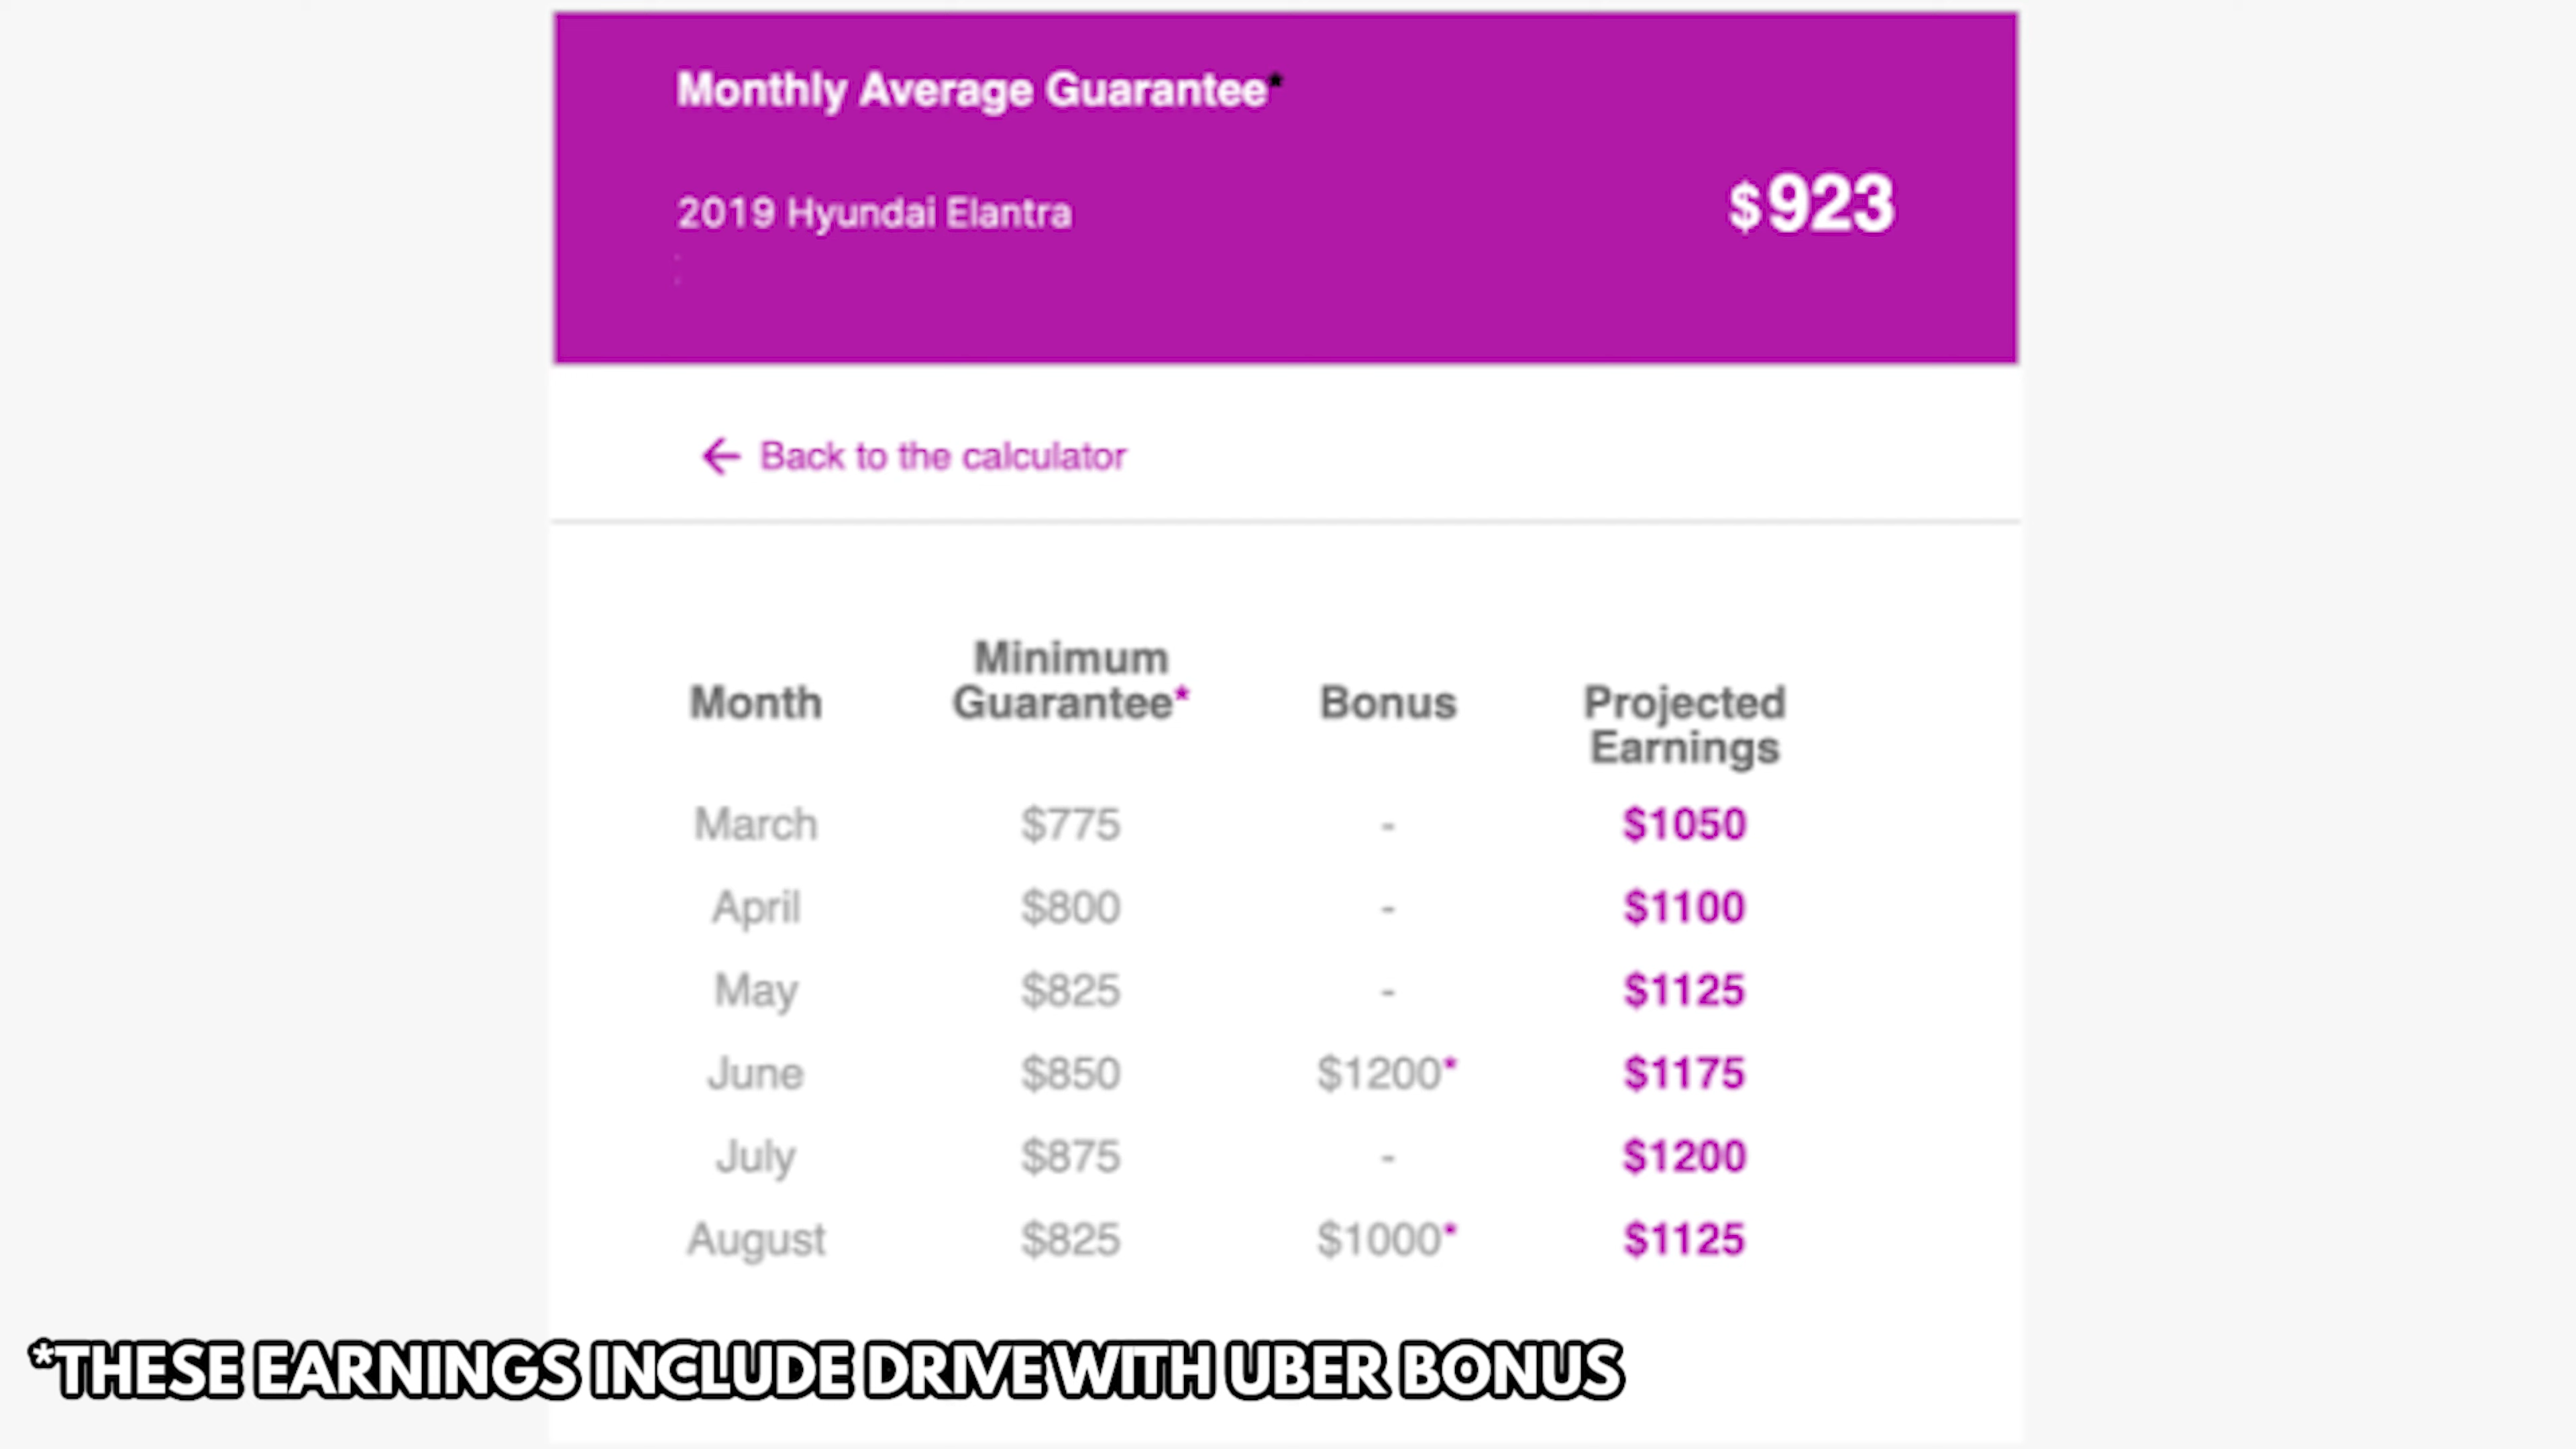 Monthly Average Guarantee*
2019 Hyundai Elantra
$923
← Back to the calculator
Month Minimum Guarantee* Bonus Projected Earnings
March $775 - $1050
April $800 - $1100
May $825 - $1125
June $850 $1200* $1175
July $875 - $1200
August $825 $1000* $1125
*THESE EARNINGS INCLUDE DRIVE WITH UBER BONUS